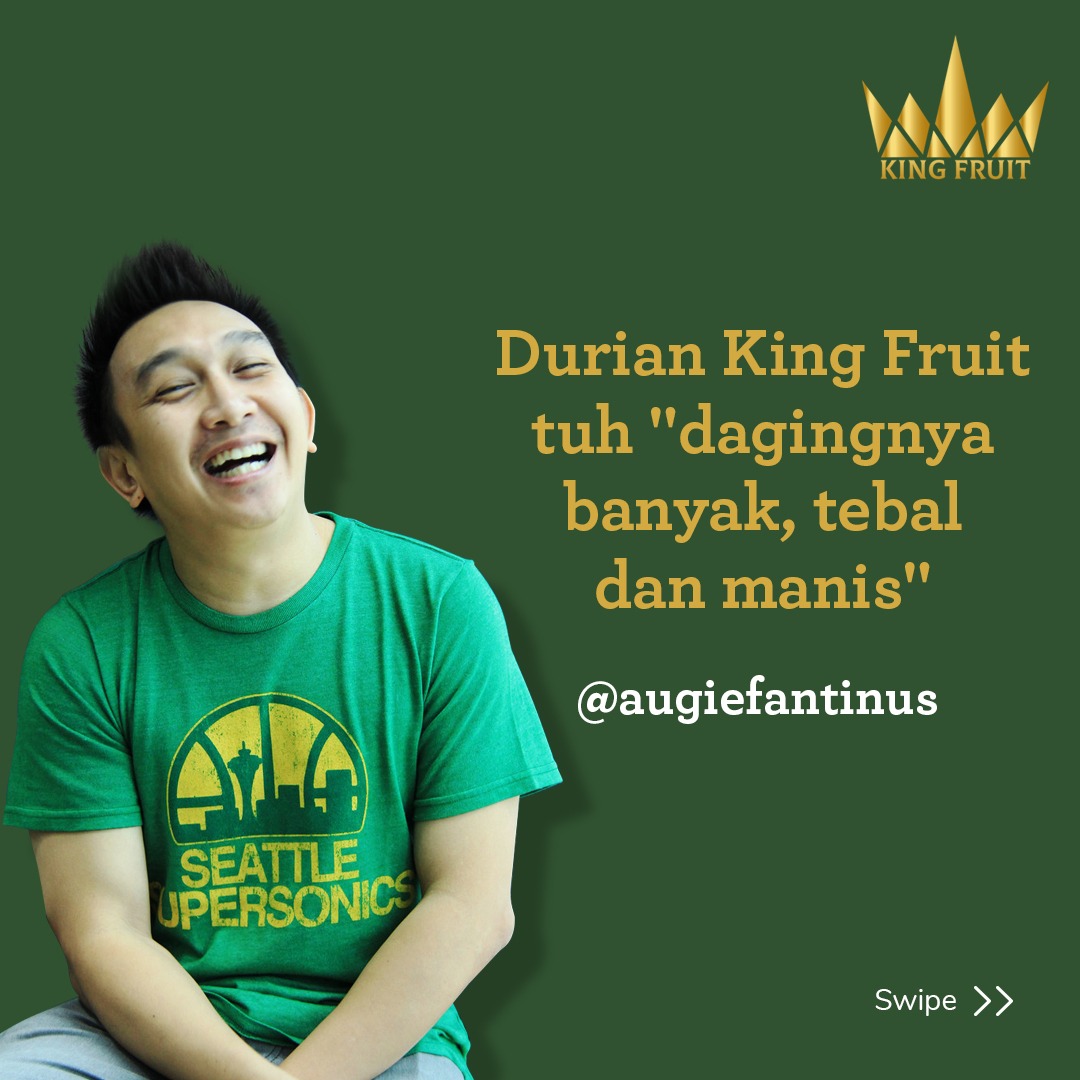 KING FRUIT
Durian King Fruit
tuh "dagingnya
banyak, tebal
dan manis"
@augiefantinus
SEATTLE
SUPERSONICS
Swipe